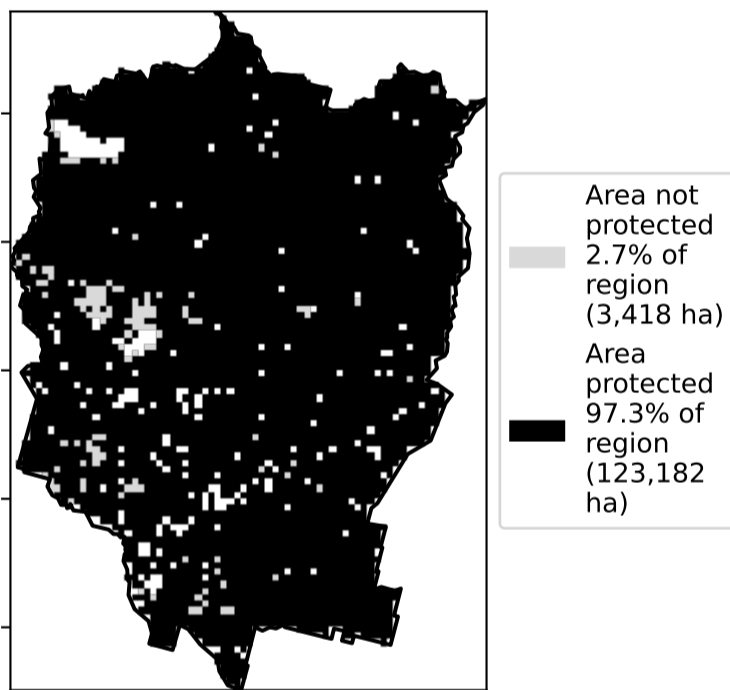 Area not
protected
2.7% of
region
(3,418 ha)
Area
protected
97.3% of
region
(123,182
ha)